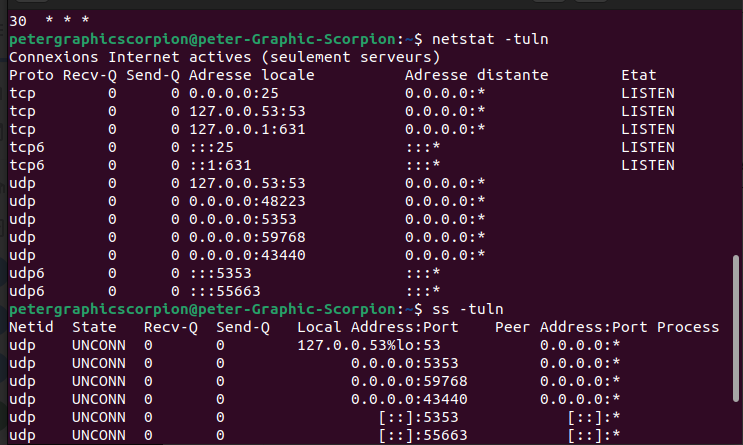 30  * * *
petergraphicscorpion@peter-Graphic-Scorpion:~$ netstat -tuln
Connexions Internet actives (seulement serveurs)
Proto Recv-Q Send-Q Adresse locale          Adresse distante        Etat
tcp        0      0 0.0.0.0:25              0.0.0.0:*               LISTEN
tcp        0      0 127.0.0.53:53           0.0.0.0:*               LISTEN
tcp        0      0 127.0.0.1:631           0.0.0.0:*               LISTEN
tcp6       0      0 :::25                   :::*                    LISTEN
tcp6       0      0 ::1:631                 :::*                    LISTEN
udp        0      0 127.0.0.53:53           0.0.0.0:*
udp        0      0 0.0.0.0:48223           0.0.0.0:*
udp        0      0 0.0.0.0:5353            0.0.0.0:*
udp        0      0 0.0.0.0:59768           0.0.0.0:*
udp        0      0 0.0.0.0:43440           0.0.0.0:*
udp6       0      0 :::5353                 :::*
udp6       0      0 :::55663                :::*
petergraphicscorpion@peter-Graphic-Scorpion:~$ ss -tuln
Netid  State   Recv-Q  Send-Q   Local Address:Port    Peer Address:Port Process
udp    UNCONN  0       0        127.0.0.53%lo:53           0.0.0.0:*
udp    UNCONN  0       0              0.0.0.0:5353         0.0.0.0:*
udp    UNCONN  0       0              0.0.0.0:59768        0.0.0.0:*
udp    UNCONN  0       0              0.0.0.0:43440        0.0.0.0:*
udp    UNCONN  0       0                 [::]:5353            [::]:*
udp    UNCONN  0       0                 [::]:55663           [::]:*